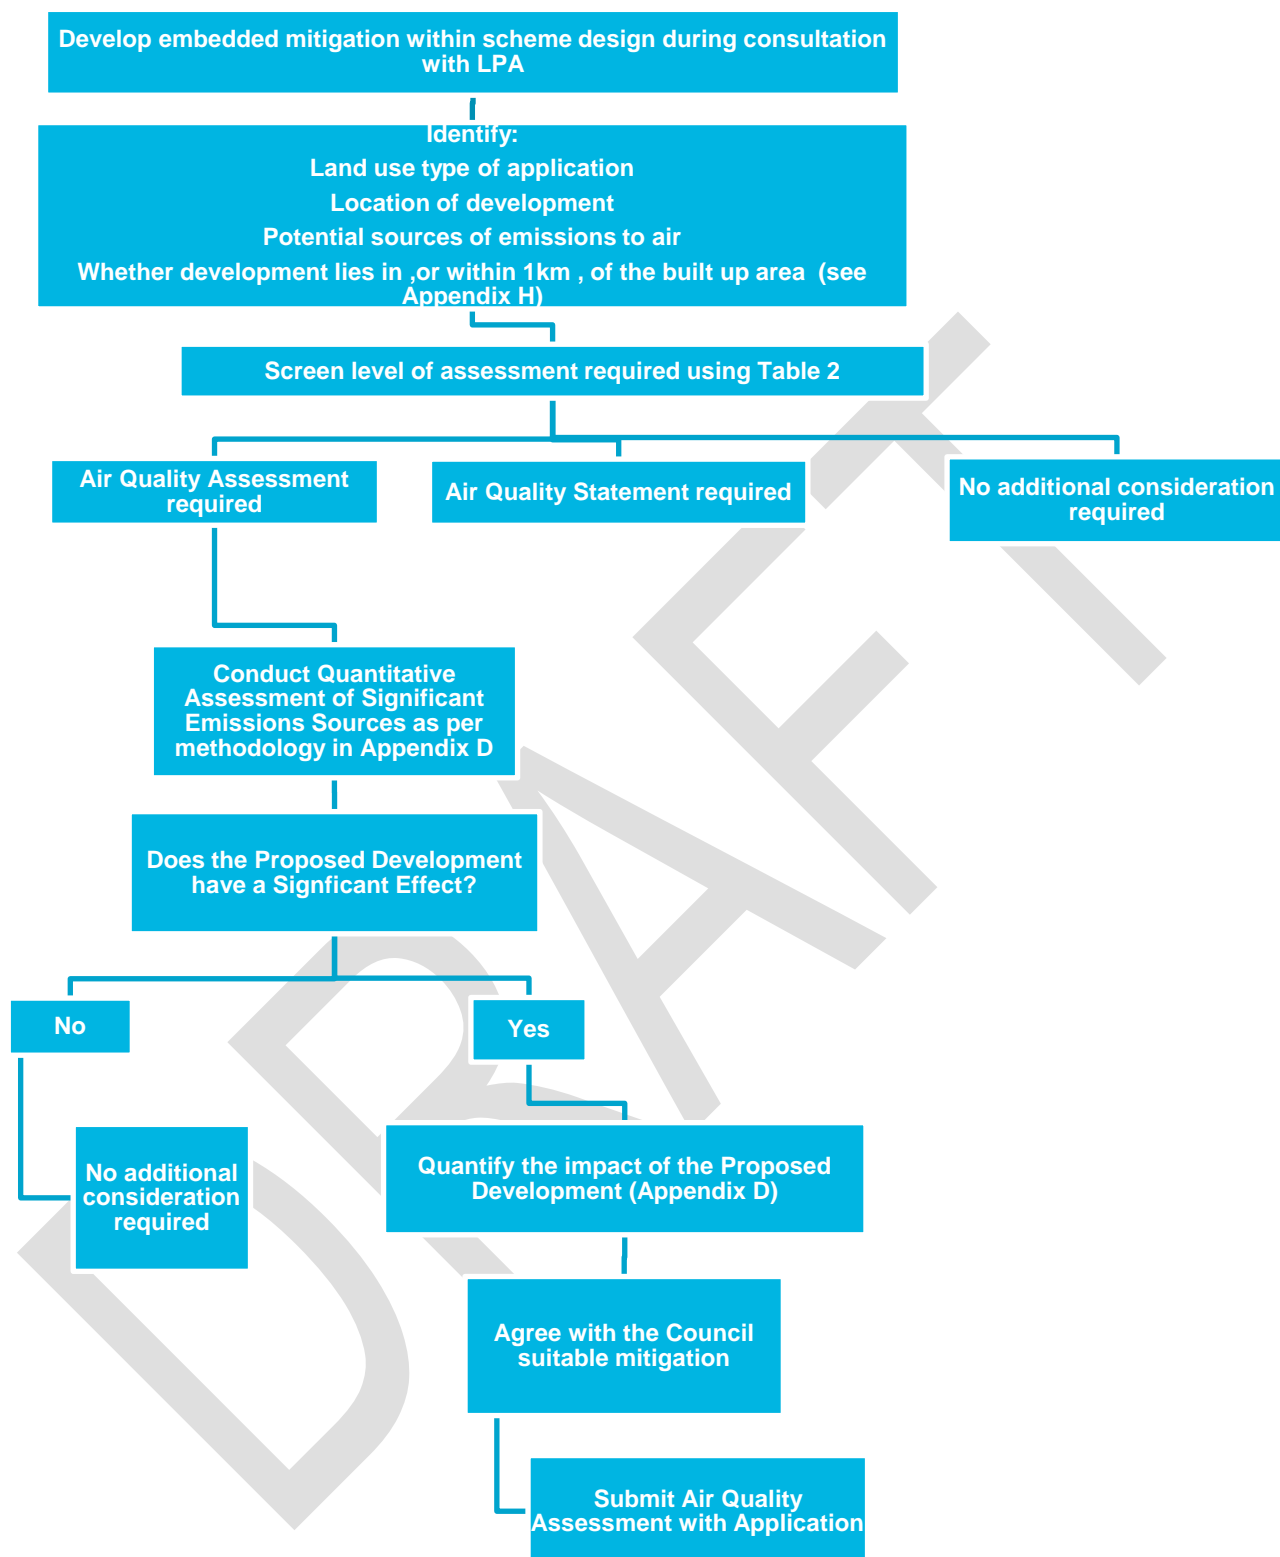 Develop embedded mitigation within scheme design during consultation
with LPA
Identify:
Land use type of application
Location of development
Potential sources of emissions to air
Whether development lies in ,or within 1km , of the built up area (see
Appendix H)
Screen level of assessment required using Table 2
Air Quality Assessment
required
Air Quality Statement required
No additional consideration
required
Conduct Quantitative
Assessment of Significant
Emissions Sources as per
methodology in Appendix D
Does the Proposed Development
have a Signficant Effect?
No
Yes
No additional
consideration
required
Quantify the impact of the Proposed
Development (Appendix D)
Agree with the Council
suitable mitigation
Submit Air Quality
Assessment with Application
DRAFT